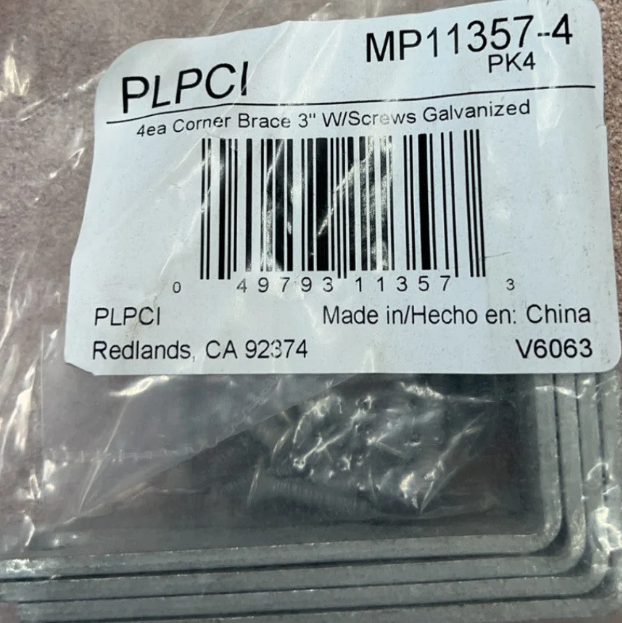 MP11357-4
PK4
PLPCI
4ea Corner Brace 3" W/Screws Galvanized
0 49793 11357 3
PLPCI
Made in/Hecho en: China
Redlands, CA 92374
V6063